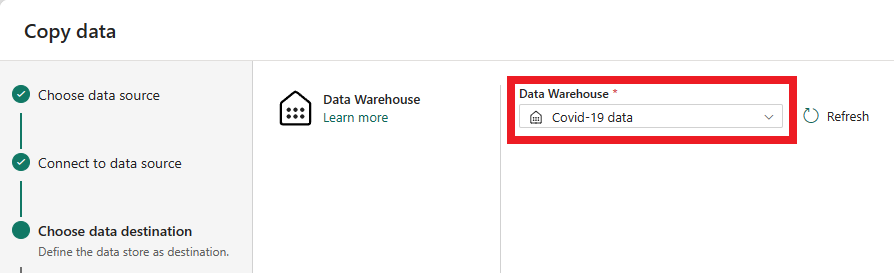 Copy data
Choose data source
Connect to data source
Choose data destination
Define the data store as destination.
Data Warehouse
Learn more
Data Warehouse *
Covid-19 data
Refresh